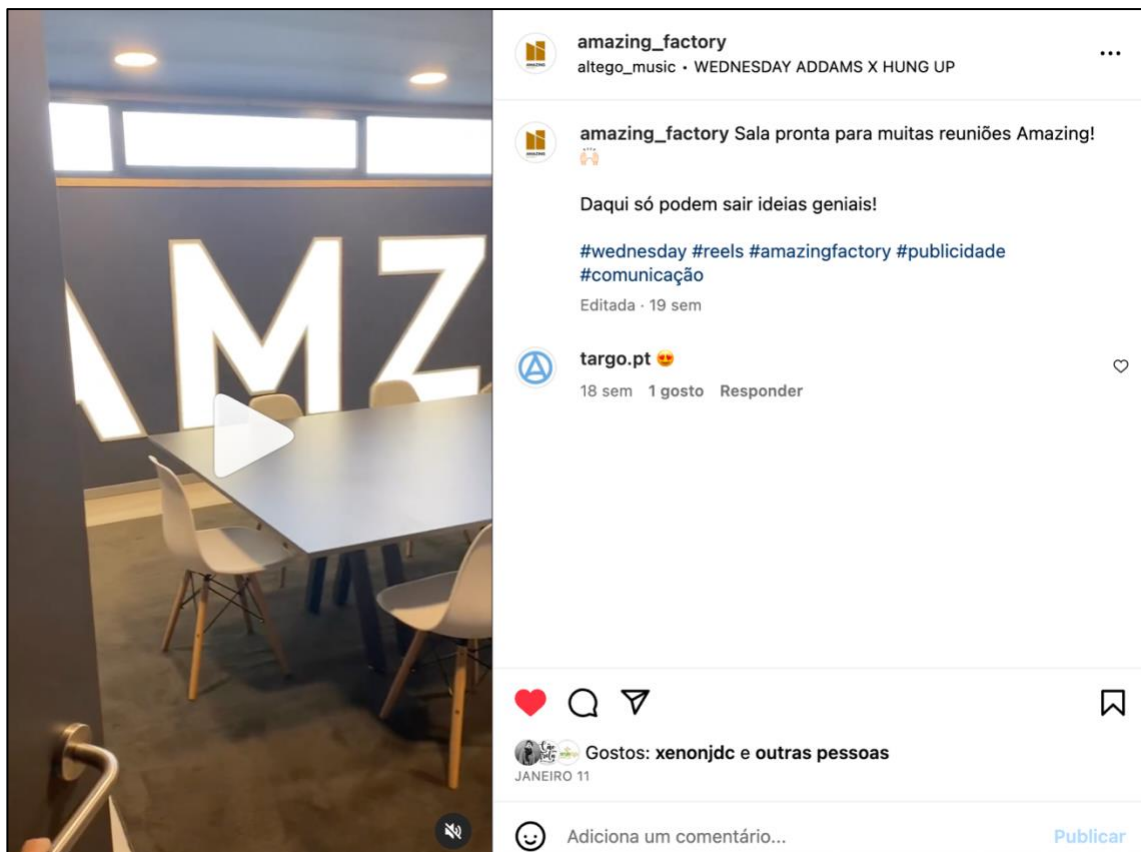 AMZ
amazing_factory
altego_music • WEDNESDAY ADDAMS X HUNG UP
amazing_factory Sala pronta para muitas reuniões Amazing!
🙌🏻
Daqui só podem sair ideias geniais!
#wednesday #reels #amazingfactory #publicidade
#comunicação
Editada · 19 sem
targo.pt 😍
18 sem 1 gosto Responder
Gostos: xenonjdc e outras pessoas
JANEIRO 11
Adiciona um comentário...
Publicar